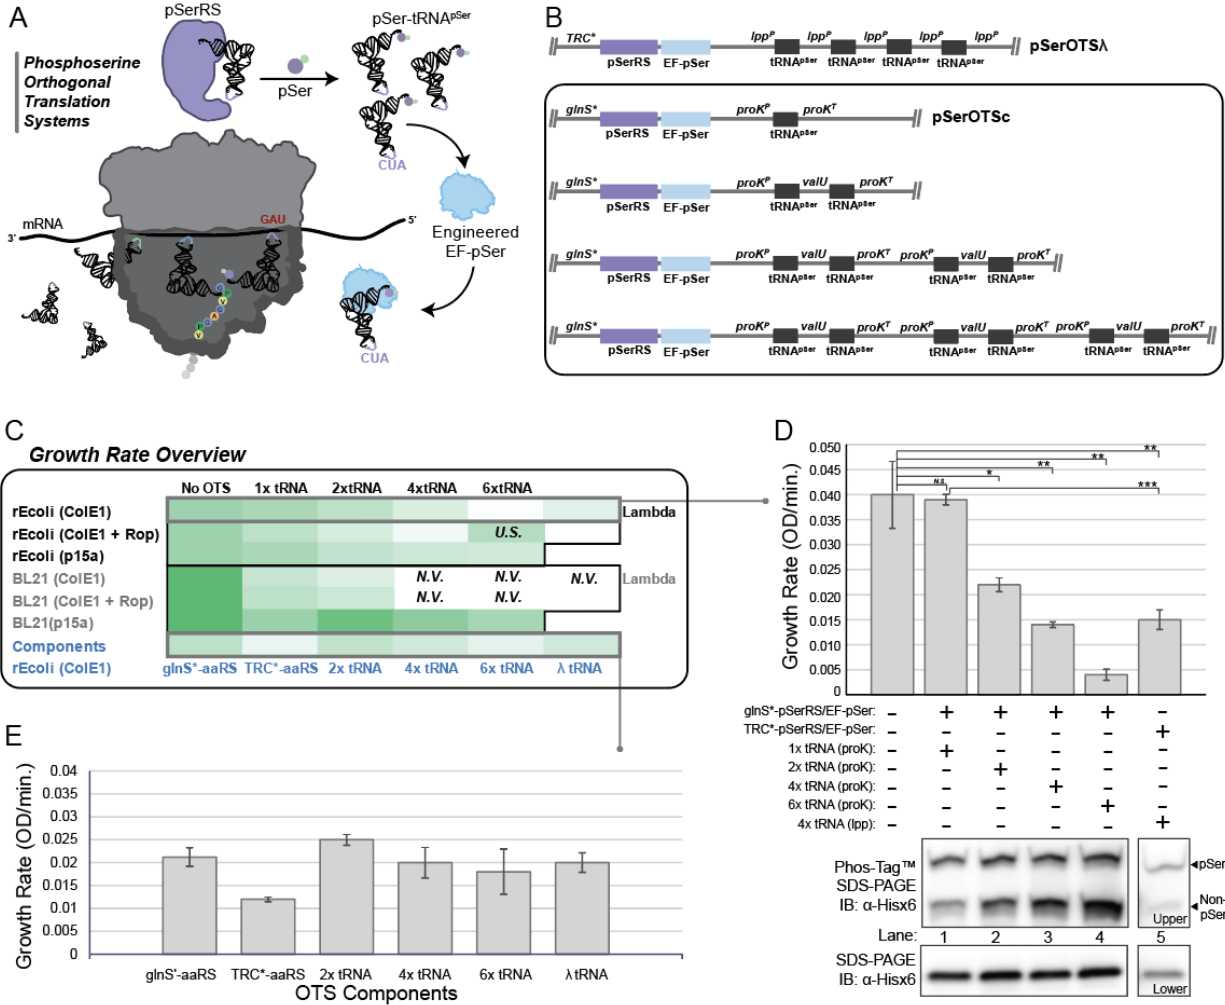 A
pSerRS
pSer-tRNApSer
Phosphoserine
Orthogonal
Translation
Systems
pSer
CUA
mRNA
GAU
5'
3'
Engineered
EF-pSer
V
A
V
CUA
B
TRC* lppP lppP lppP lppP lppP
pSerOTSλ
pSerRS EF-pSer tRNApSer tRNApSer tRNApSer tRNApSer
glnS* proKP proKT
pSerOTSc
pSerRS EF-pSer tRNApSer
glnS* proKP valU proKT
pSerRS EF-pSer tRNApSer tRNApSer
glnS* proKP valU proKT proKP valU proKT
pSerRS EF-pSer tRNApSer tRNApSer tRNApSer tRNApSer
glnS* proKP valU proKT proKP valU proKT proKP valU proKT
pSerRS EF-pSer tRNApSer tRNApSer tRNApSer tRNApSer tRNApSer tRNApSer
C
Growth Rate Overview
No OTS 1x tRNA 2xtRNA 4xtRNA 6xtRNA
rEcoli (ColE1) Lambda
rEcoli (ColE1 + Rop) U.S.
rEcoli (p15a)
BL21 (ColE1) N.V. N.V. N.V. Lambda
BL21 (ColE1 + Rop) N.V. N.V.
BL21(p15a)
Components
rEcoli (ColE1) glnS*-aaRS TRC*-aaRS 2x tRNA 4x tRNA 6x tRNA λ tRNA
D
Growth Rate (OD/min.)
0.050
0.045
0.040
0.035
0.030
0.025
0.020
0.015
0.010
0.005
0
**
**
**
*
N.S.
***
glnS*-pSerRS/EF-pSer: – + + + + –
TRC*-pSerRS/EF-pSer: – – – – – +
1x tRNA (proK): – + – – – –
2x tRNA (proK): – – + – – –
4x tRNA (proK): – – – + – –
6x tRNA (proK): – – – – + –
4x tRNA (lpp): – – – – – +
Phos-Tag™
SDS-PAGE
IB: α-Hisx6
pSer
Non-
pSer
Upper
Lane: 1 2 3 4 5
SDS-PAGE
IB: α-Hisx6
Lower
E
Growth Rate (OD/min.)
0.04
0.035
0.03
0.025
0.02
0.015
0.01
0.005
0
glnS'-aaRS TRC*-aaRS 2x tRNA 4x tRNA 6x tRNA λ tRNA
OTS Components